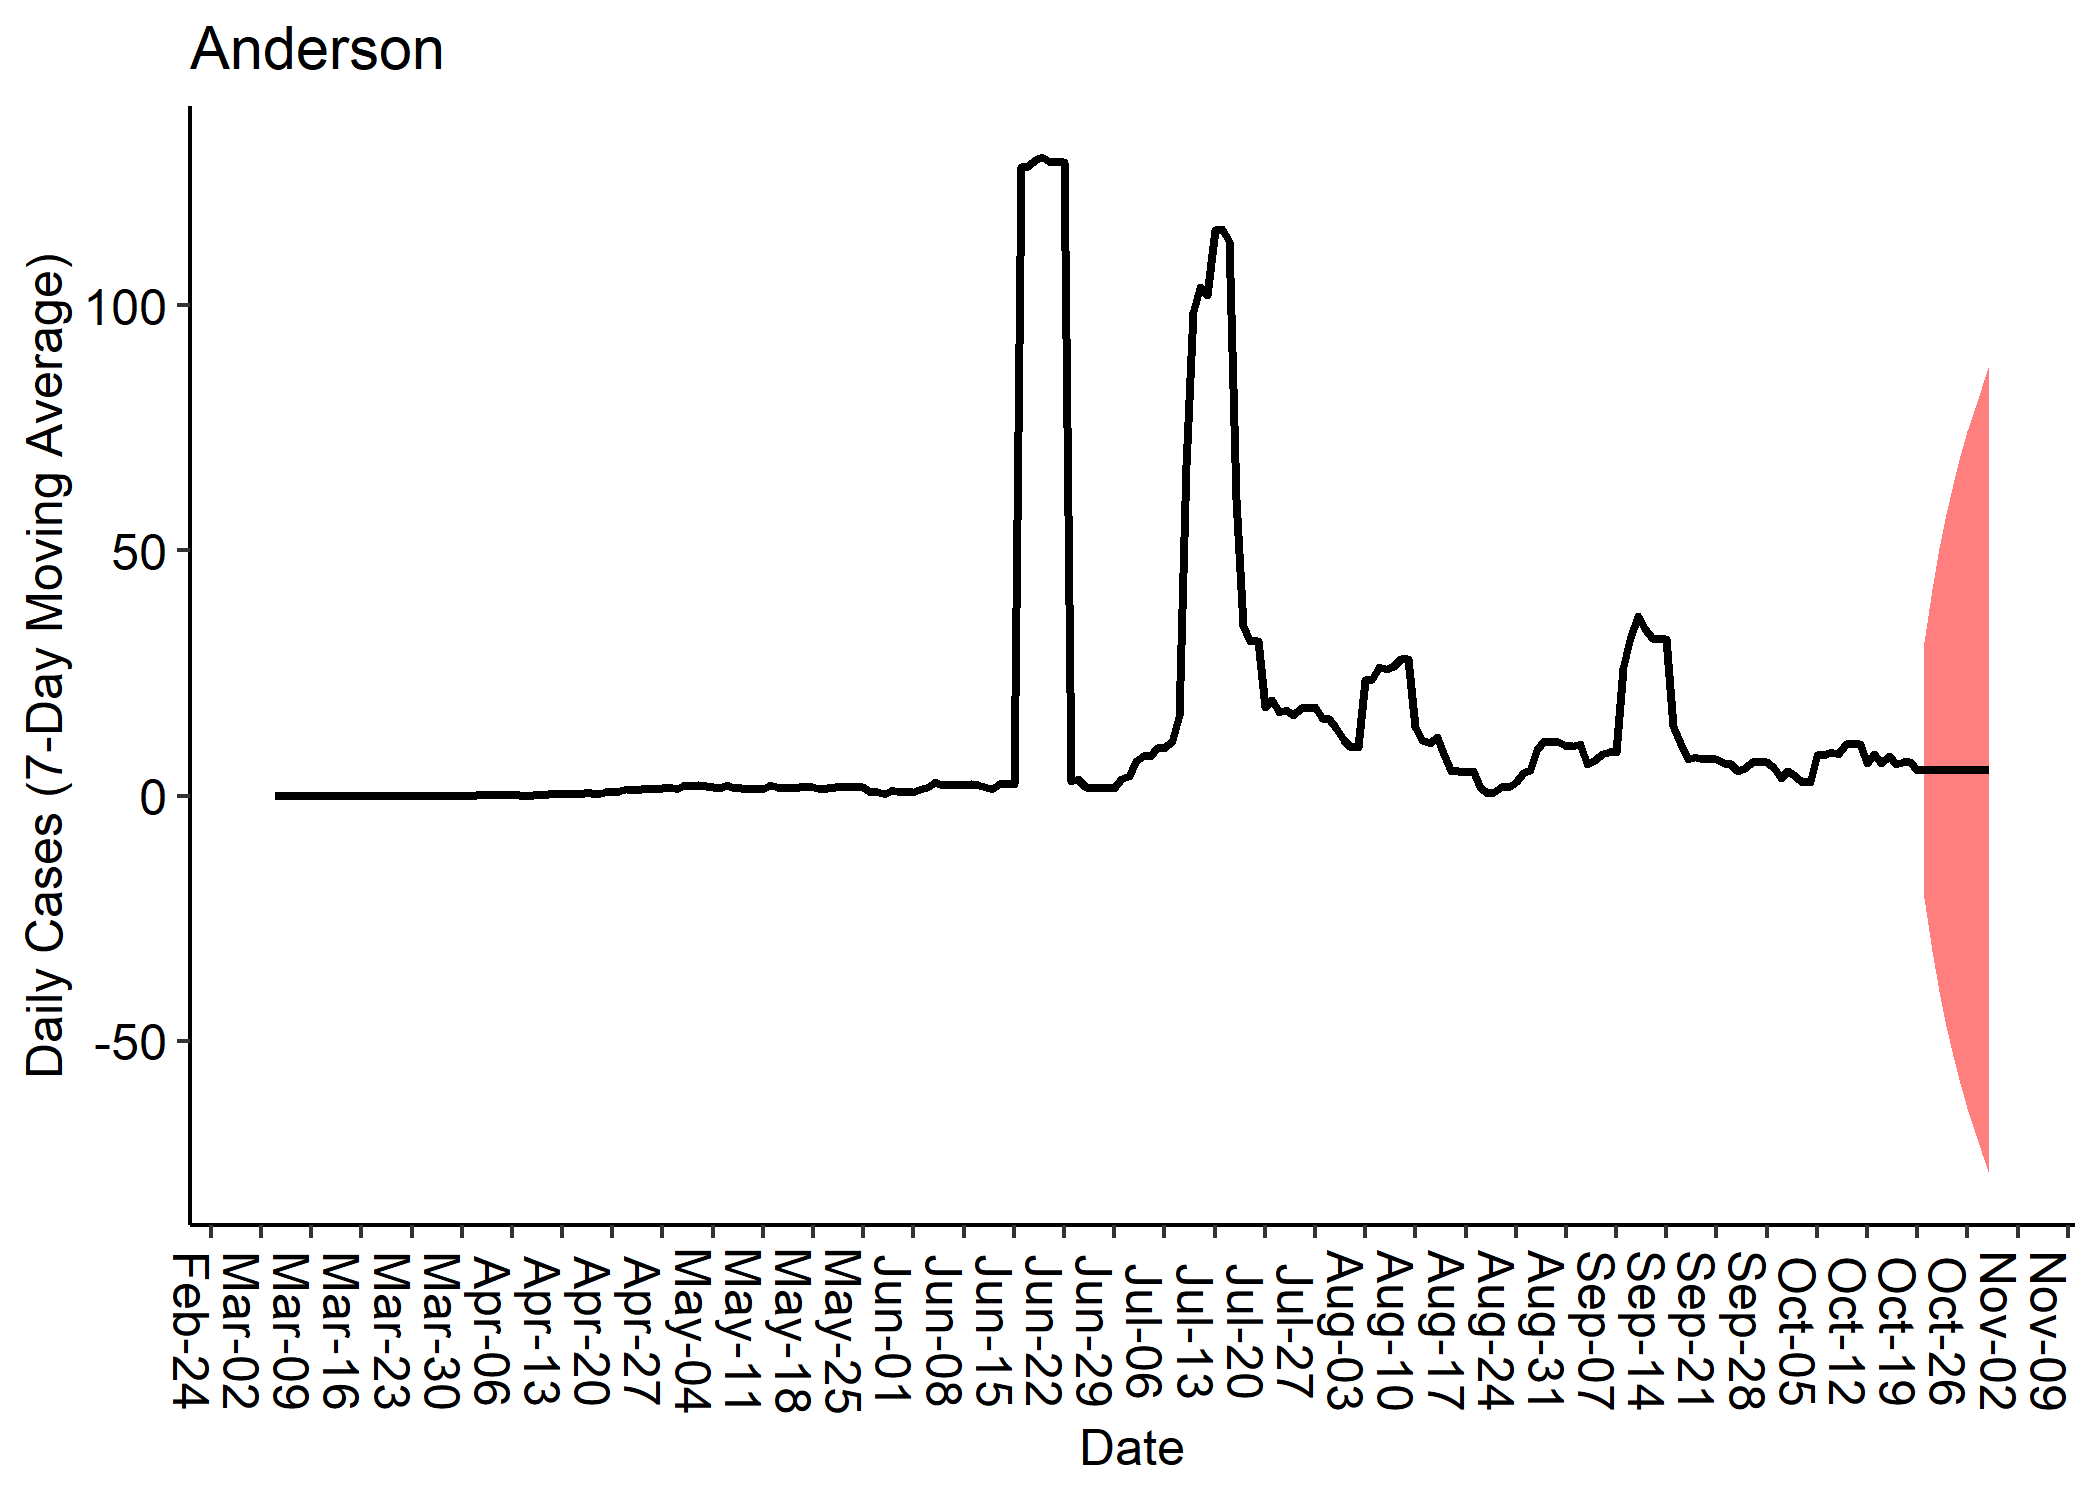 Anderson
Daily Cases (7-Day Moving Average)
100
50
0
-50
Feb-24
Mar-02
Mar-09
Mar-16
Mar-23
Mar-30
Apr-06
Apr-13
Apr-20
Apr-27
May-04
May-11
May-18
May-25
Jun-01
Jun-08
Jun-15
Jun-22
Jun-29
Jul-06
Jul-13
Jul-20
Jul-27
Aug-03
Aug-10
Aug-17
Aug-24
Aug-31
Sep-07
Sep-14
Sep-21
Sep-28
Oct-05
Oct-12
Oct-19
Oct-26
Nov-02
Nov-09
Date